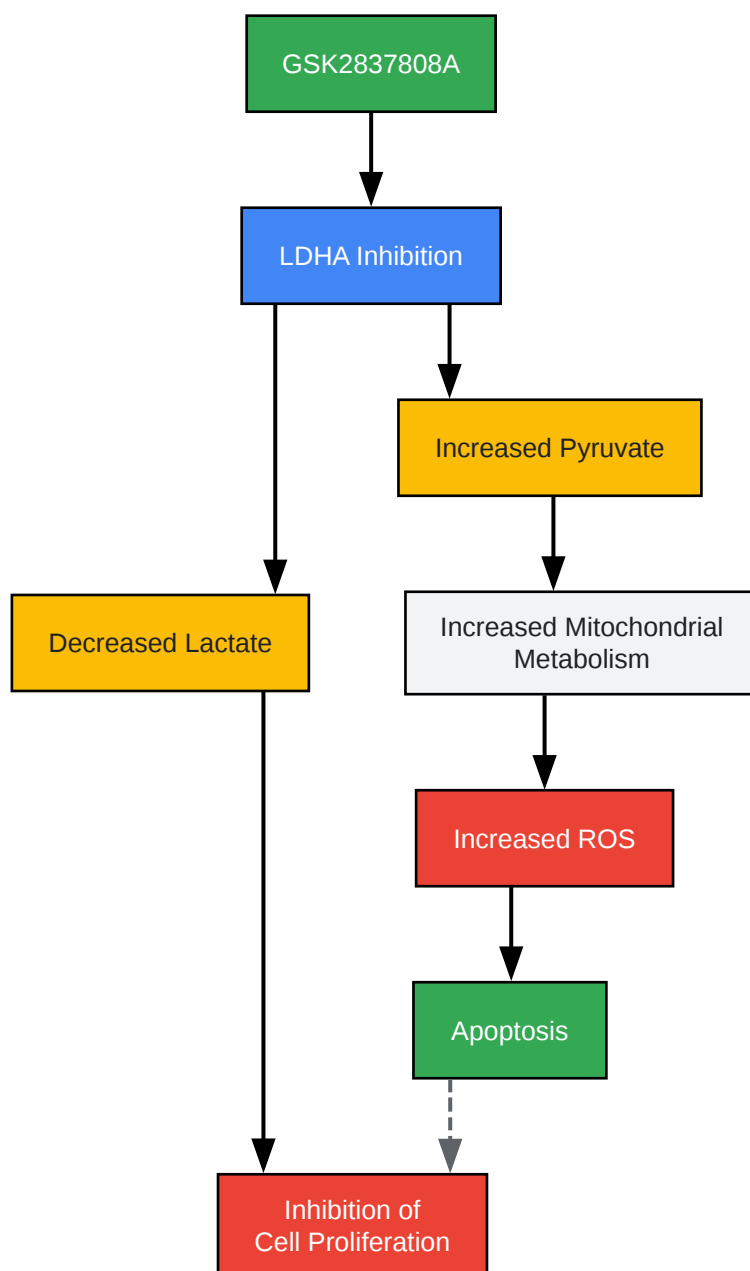 GSK2837808A
LDHA Inhibition
Increased Pyruvate
Decreased Lactate
Increased Mitochondrial
Metabolism
Increased ROS
Apoptosis
Inhibition of
Cell Proliferation